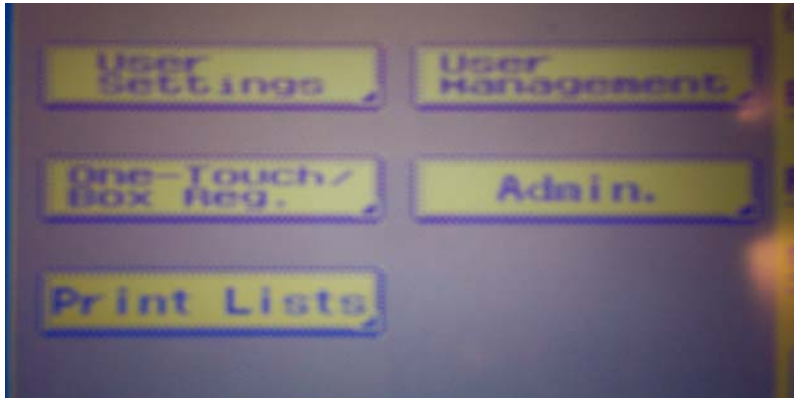 User
Settings
User
Management
One-Touch/
Box Reg.
Admin.
Print Lists